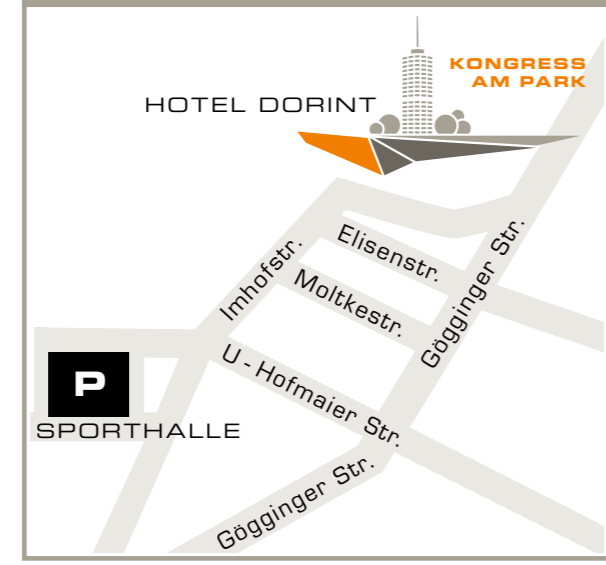 KONGRESS
AM PARK
HOTEL DORINT
Elisenstr.
Imhofstr.
Moltkestr.
Gögginger Str.
U - Hofmaier Str.
P
SPORTHALLE
Gögginger Str.